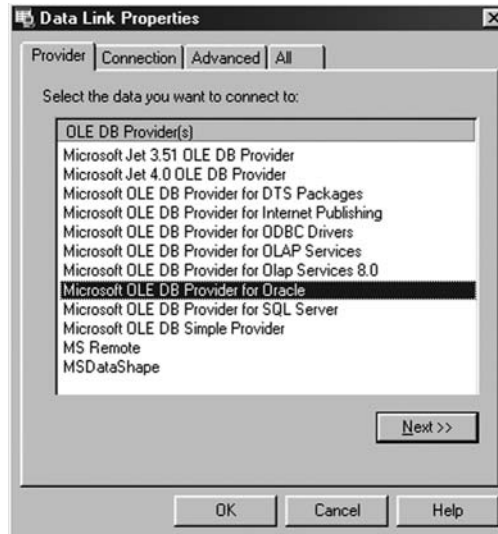 Data Link Properties
Provider Connection Advanced All
Select the data you want to connect to:
OLE DB Provider(s)
Microsoft Jet 3.51 OLE DB Provider
Microsoft Jet 4.0 OLE DB Provider
Microsoft OLE DB Provider for DTS Packages
Microsoft OLE DB Provider for Internet Publishing
Microsoft OLE DB Provider for ODBC Drivers
Microsoft OLE DB Provider for OLAP Services
Microsoft OLE DB Provider for Olap Services 8.0
Microsoft OLE DB Provider for Oracle
Microsoft OLE DB Provider for SQL Server
Microsoft OLE DB Simple Provider
MS Remote
MSDataShape
Next >>
OK Cancel Help